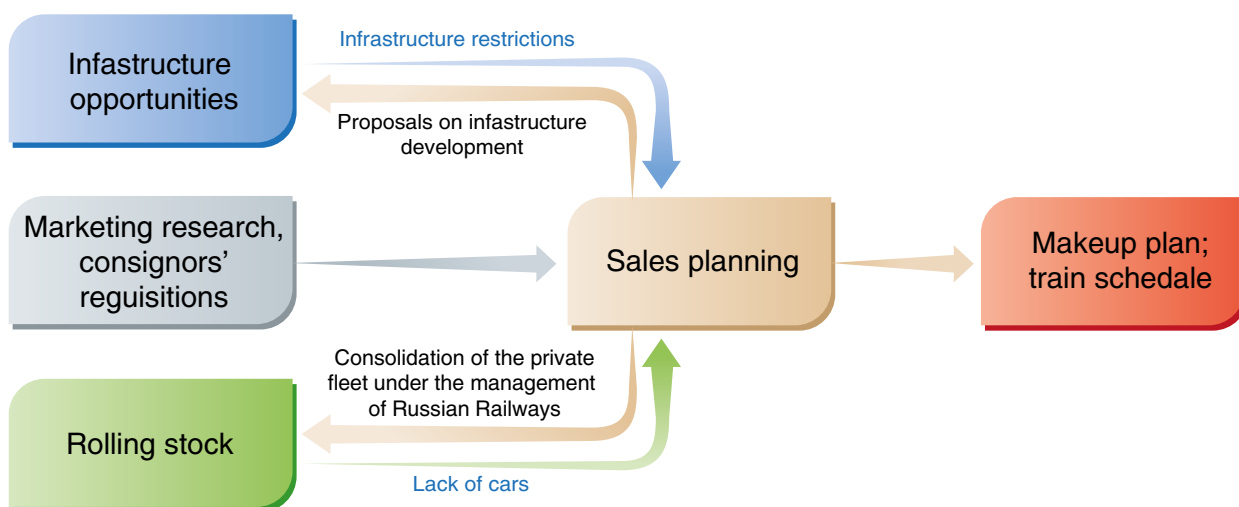 Infastructure
opportunities
Infrastructure restrictions
Proposals on infastructure
development
Marketing research,
consignors’
reguisitions
Sales planning
Makeup plan;
train schedale
Consolidation of the private
fleet under the management
of Russian Railways
Rolling stock
Lack of cars